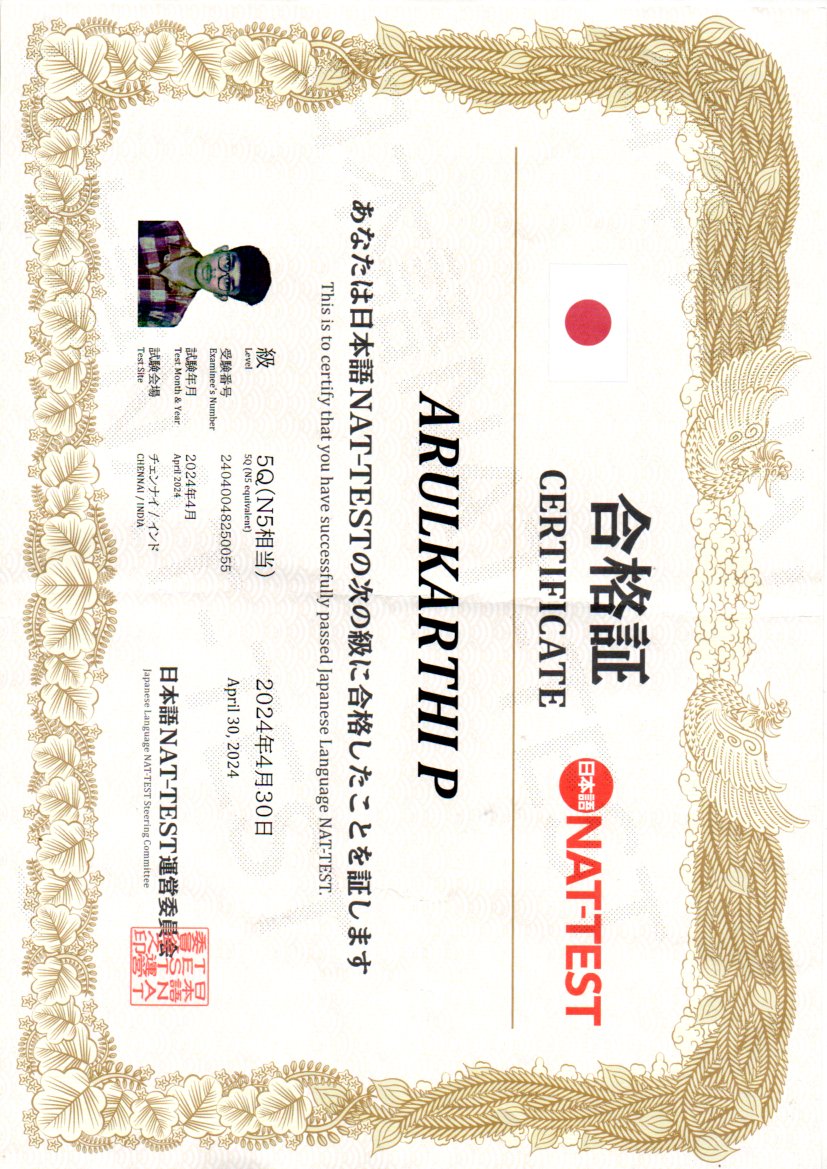 合格証
CERTIFICATE
日本語 NAT-TEST
ARULKARTHI P
あなたは日本語NAT-TESTの次の級に合格したことを証します
This is to certify that you have successfully passed Japanese Language NAT-TEST.
級 5Q(N5相当)
Level 5Q (N5 equivalent)
受験番号 24040048250055
Examinee's Number
試験年月 2024年4月
Test Month & Year April 2024
試験会場 チェンナイ / インド
Test Site CHENNAI / INDIA
2024年4月30日
April 30, 2024
日本語NAT-TEST運営委員会
Japanese Language NAT-TEST Steering Committee
日本語NAT
TEST運営